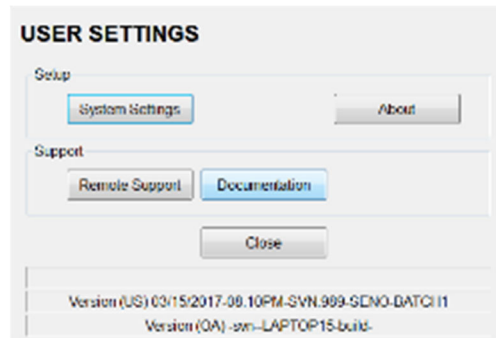 USER SETTINGS
Setup
System Settings About
Support
Remote Support Documentation
Close
Version (US) 03/15/2017-08.10PM-SVN.989-SENO-BATCH1
Version (OA) -svn--LAPTOP15-build-